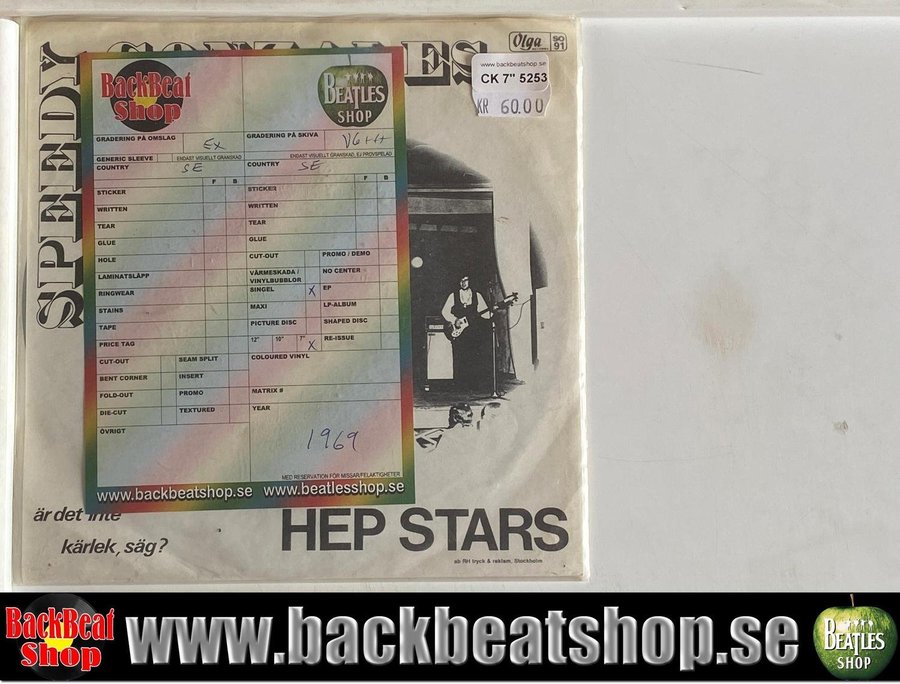 SPEEDY GONZALES
Olga
RECORDS
SO
91
www.backbeatshop.se
CK 7" 5253
KR 60.00
BackBeat
Shop
BEATLES
SHOP
GRADERING PÅ OMSLAG
Ex
GRADERING PÅ SKIVA
VG++
GENERIC SLEEVE
ENDAST VISUELLT GRANSKAD
ENDAST VISUELLT GRANSKAD, EJ PROVSPELAD
COUNTRY
SE
COUNTRY
SE
F B
F B
STICKER
WRITTEN
TEAR
GLUE
HOLE
LAMINATSLÄPP
RINGWEAR
STAINS
TAPE
PRICE TAG
CUT-OUT
SEAM SPLIT
BENT CORNER
INSERT
FOLD-OUT
PROMO
DIE-CUT
TEXTURED
ÖVRIGT
STICKER
WRITTEN
TEAR
GLUE
CUT-OUT
PROMO / DEMO
VÄRMESKADA /
VINYLBUBBLOR
NO CENTER
SINGEL
X
EP
MAXI
LP-ALBUM
PICTURE DISC
SHAPED DISC
12" 10" 7"
X
RE-ISSUE
COLOURED VINYL
MATRIX #
YEAR
1969
MED RESERVATION FÖR MISSAR/FELAKTIGHETER
www.backbeatshop.se www.beatlesshop.se
är det inte
kärlek, säg?
HEP STARS
ab RH tryck & reklam, Stockholm
BackBeat
Shop
www.backbeatshop.se
BEATLES
SHOP